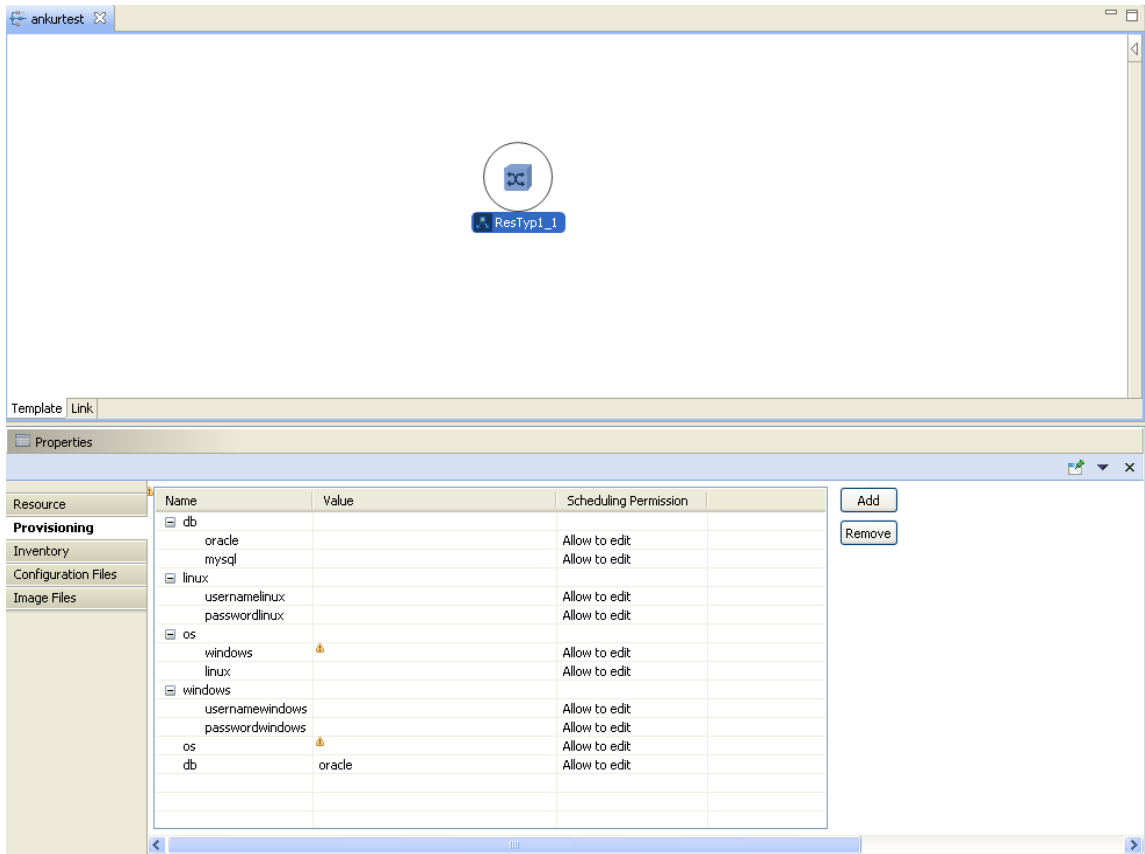 ankurtest
ResTyp1_1
Template Link
Properties
Resource
Provisioning
Inventory
Configuration Files
Image Files
Name Value Scheduling Permission
db
oracle Allow to edit
mysql Allow to edit
linux
usernamelinux Allow to edit
passwordlinux Allow to edit
os
windows Allow to edit
linux Allow to edit
windows
usernamewindows Allow to edit
passwordwindows Allow to edit
os Allow to edit
db oracle Allow to edit
Add
Remove